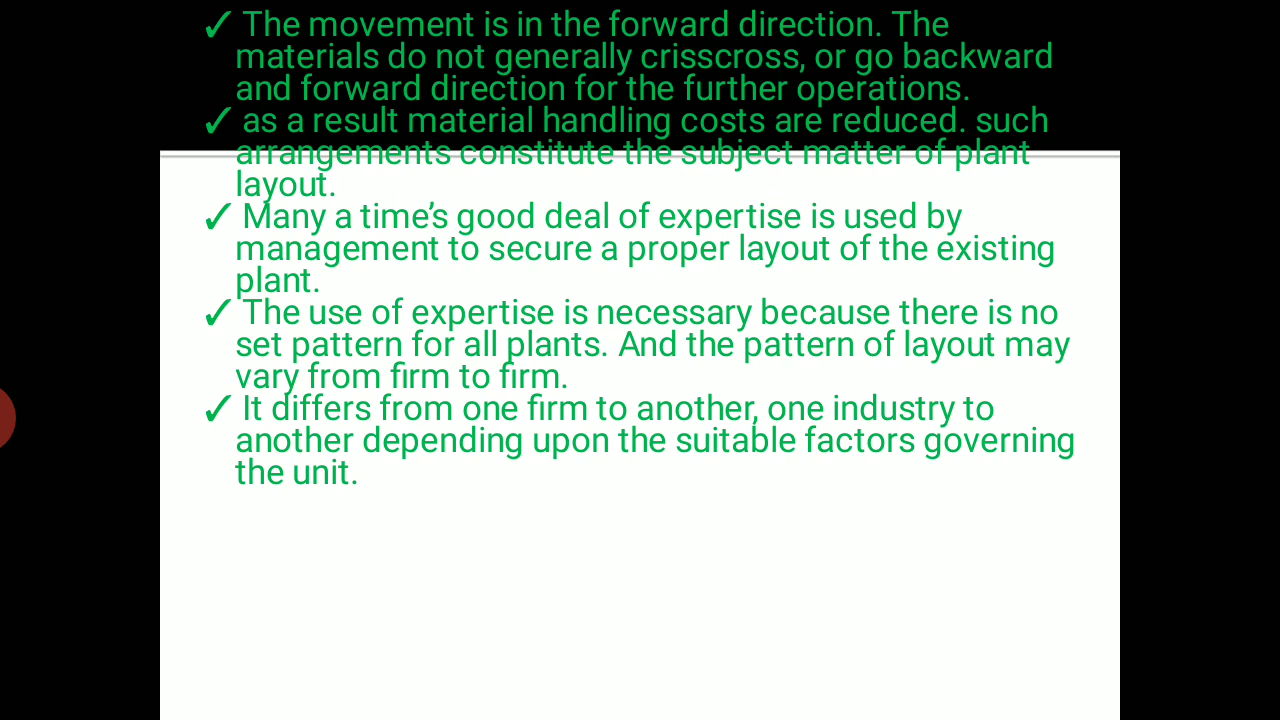 ✓ The movement is in the forward direction. The
materials do not generally crisscross, or go backward
and forward direction for the further operations.
✓ as a result material handling costs are reduced. such
arrangements constitute the subject matter of plant
layout.
✓ Many a time’s good deal of expertise is used by
management to secure a proper layout of the existing
plant.
✓ The use of expertise is necessary because there is no
set pattern for all plants. And the pattern of layout may
vary from firm to firm.
✓ It differs from one firm to another, one industry to
another depending upon the suitable factors governing
the unit.